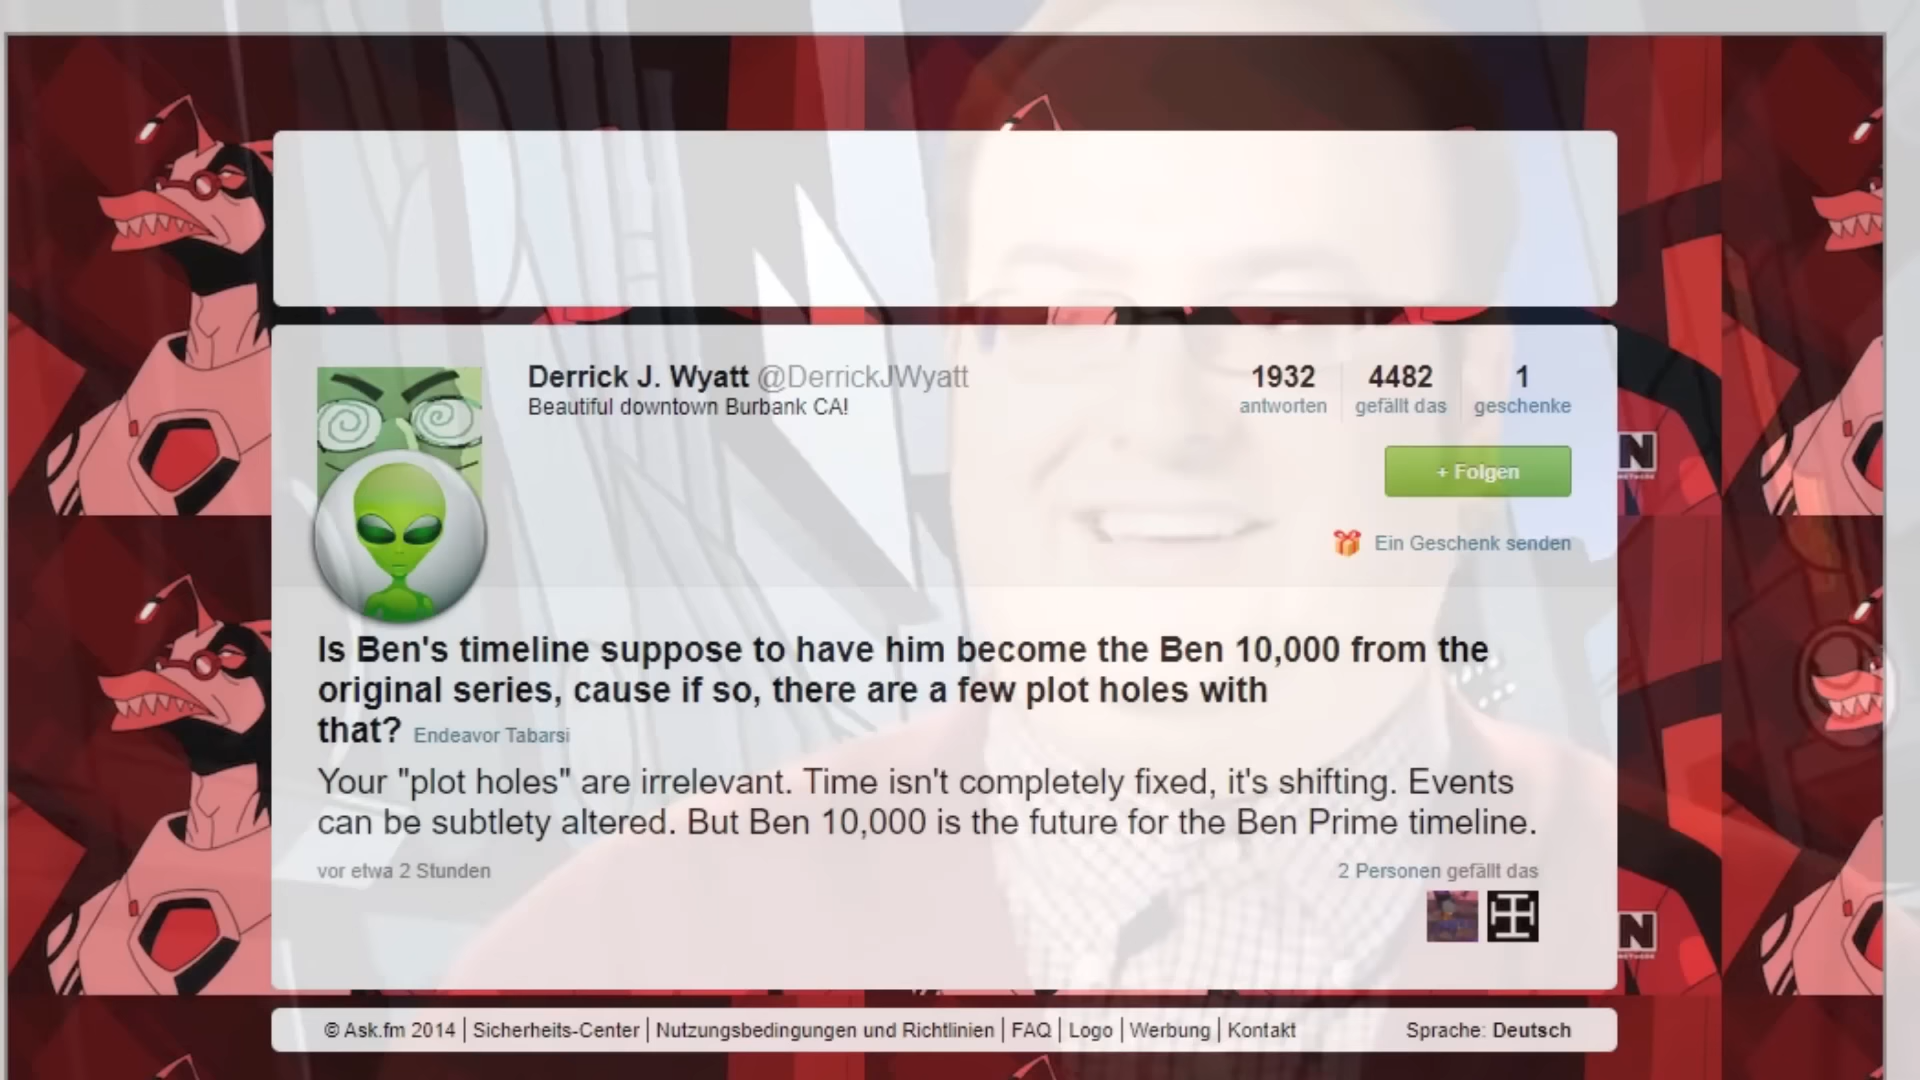 Derrick J. Wyatt @DerrickJWyatt
Beautiful downtown Burbank CA!
1932 4482 1
antworten gefällt das geschenke
+ Folgen
Ein Geschenk senden
Is Ben's timeline suppose to have him become the Ben 10,000 from the
original series, cause if so, there are a few plot holes with
that? Endeavor Tabarsi
Your "plot holes" are irrelevant. Time isn't completely fixed, it's shifting. Events
can be subtlety altered. But Ben 10,000 is the future for the Ben Prime timeline.
vor etwa 2 Stunden 2 Personen gefällt das
© Ask.fm 2014 | Sicherheits-Center | Nutzungsbedingungen und Richtlinien | FAQ | Logo | Werbung | Kontakt Sprache: Deutsch
N
N